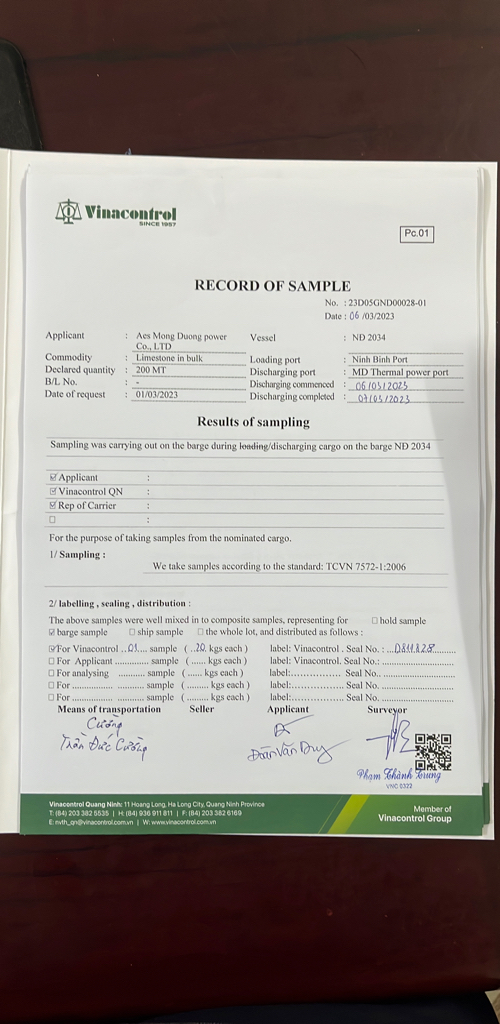 Vinacontrol
SINCE 1957
Pc.01
RECORD OF SAMPLE
No. : 23D05GND00028-01
Date : 06 /03/2023
Applicant : Aes Mong Duong power Co., LTD Vessel : NĐ 2034
Commodity : Limestone in bulk Loading port : Ninh Binh Port
Declared quantity : 200 MT Discharging port : MD Thermal power port
B/L No. : - Discharging commenced : 06/03/2023
Date of request : 01/03/2023 Discharging completed : 07/03/2023
Results of sampling
Sampling was carrying out on the barge during loading/discharging cargo on the barge NĐ 2034
☑ Applicant :
☑ Vinacontrol QN :
☑ Rep of Carrier :
☐ :
For the purpose of taking samples from the nominated cargo.
1/ Sampling :
We take samples according to the standard: TCVN 7572-1:2006
2/ labelling , sealing , distribution :
The above samples were well mixed in to composite samples, representing for ☐ hold sample
☑ barge sample ☐ ship sample ☐ the whole lot, and distributed as follows :
☑ For Vinacontrol ..01.... sample ( ..20. kgs each ) label: Vinacontrol . Seal No. : ...D811828........
☐ For Applicant ............. sample ( ...... kgs each ) label: Vinacontrol. Seal No.: ........................
☐ For analysing .......... sample ( ...... kgs each ) label:............... Seal No.. ........................
☐ For ............... .......... sample ( ......... kgs each ) label:............... Seal No. ........................
☐ For ............... .......... sample ( ......... kgs each ) label:............... Seal No. ........................
Means of transportation Seller Applicant Surveyor
Cường
Trần Đức Cường
Đoàn Văn Duy
Phạm Thành Trung
VNC 0322
Vinacontrol Quang Ninh: 11 Hoang Long, Ha Long City, Quang Ninh Province
T: (84) 203 382 5535 | H: (84) 936 911 811 | F: (84) 203 382 6169
E: nvth_qn@vinacontrol.com.vn | W: www.vinacontrol.com.vn
Member of
Vinacontrol Group